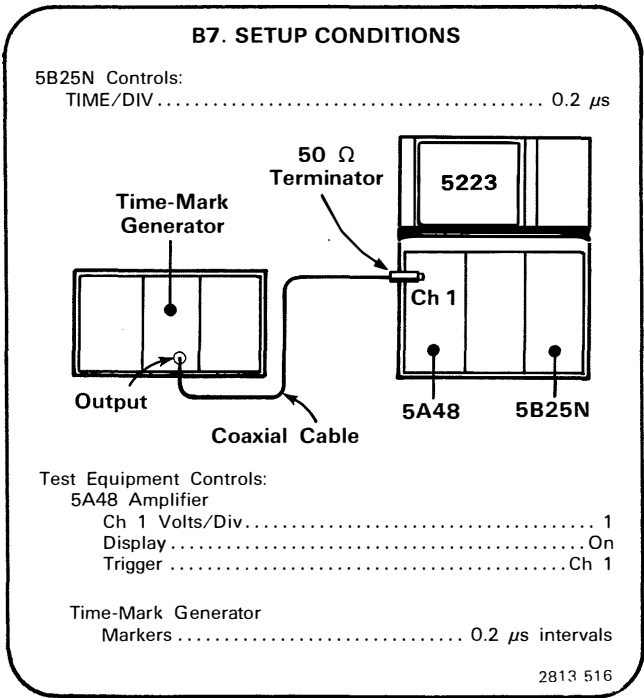 B7. SETUP CONDITIONS
5B25N Controls:
TIME/DIV............................................ 0.2 μs
50 Ω
Terminator
5223
Time-Mark
Generator
Ch 1
Output
5A48
5B25N
Coaxial Cable
Test Equipment Controls:
5A48 Amplifier
Ch 1 Volts/Div.................................... 1
Display...........................................On
Trigger .........................................Ch 1
Time-Mark Generator
Markers ............................. 0.2 μs intervals
2813 516